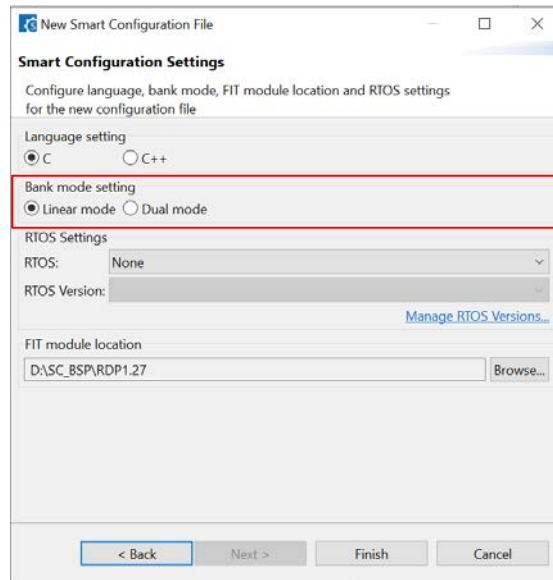 New Smart Configuration File
Smart Configuration Settings
Configure language, bank mode, FIT module location and RTOS settings
for the new configuration file
Language setting
C C++
Bank mode setting
Linear mode Dual mode
RTOS Settings
RTOS: None
RTOS Version:
Manage RTOS Versions...
FIT module location
D:\SC_BSP\RDP1.27 Browse...
< Back Next > Finish Cancel